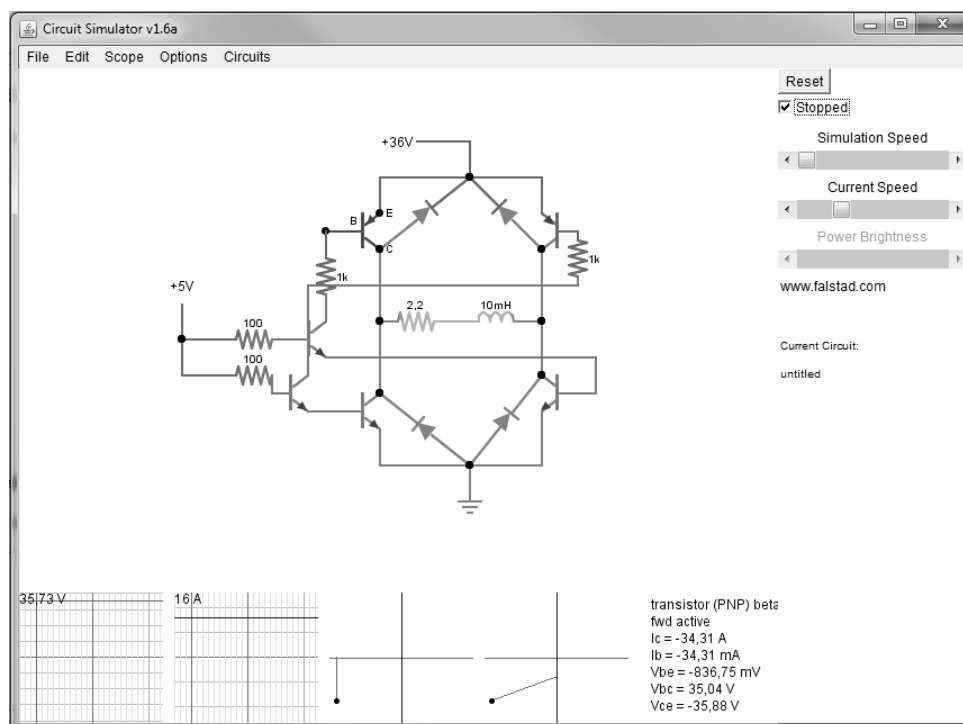 Circuit Simulator v1.6a
File Edit Scope Options Circuits
Reset
Stopped
Simulation Speed
Current Speed
Power Brightness
www.falstad.com
Current Circuit:
untitled
+36V
B
E
C
1k
1k
+5V
100
100
2,2
10mH
35,73 V
16 A
transistor (PNP) beta
fwd active
Ic = -34,31 A
Ib = -34,31 mA
Vbe = -836,75 mV
Vbc = 35,04 V
Vce = -35,88 V